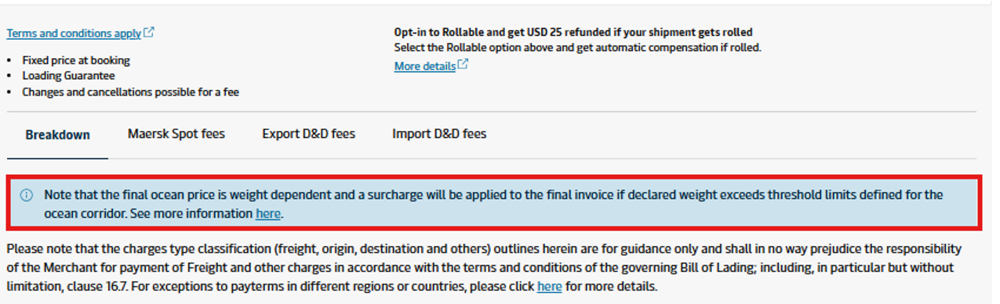 Terms and conditions apply
• Fixed price at booking
• Loading Guarantee
• Changes and cancellations possible for a fee
Opt-in to Rollable and get USD 25 refunded if your shipment gets rolled
Select the Rollable option above and get automatic compensation if rolled.
More details
Breakdown Maersk Spot fees Export D&D fees Import D&D fees
Note that the final ocean price is weight dependent and a surcharge will be applied to the final invoice if declared weight exceeds threshold limits defined for the
ocean corridor. See more information here.
Please note that the charges type classification (freight, origin, destination and others) outlines herein are for guidance only and shall in no way prejudice the responsibility
of the Merchant for payment of Freight and other charges in accordance with the terms and conditions of the governing Bill of Lading; including, in particular but without
limitation, clause 16.7. For exceptions to payterms in different regions or countries, please click here for more details.